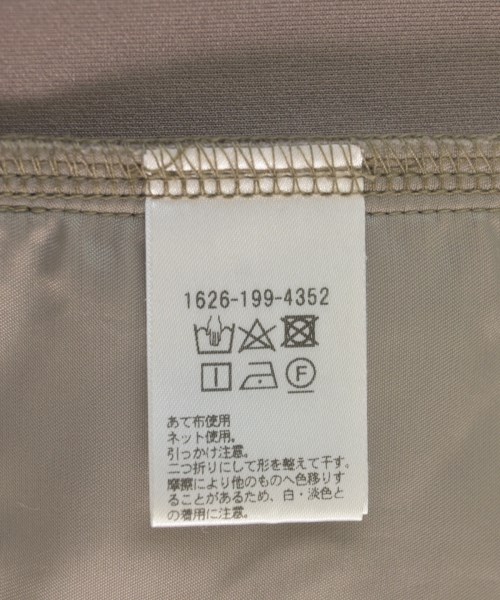 1626-199-4352
F
あて布使用
ネット使用。
引っかけ注意。
二つ折りにして形を整えて干す。
摩擦により他のものへ色移りす
ることがあるため、白・淡色と
の着用に注意。